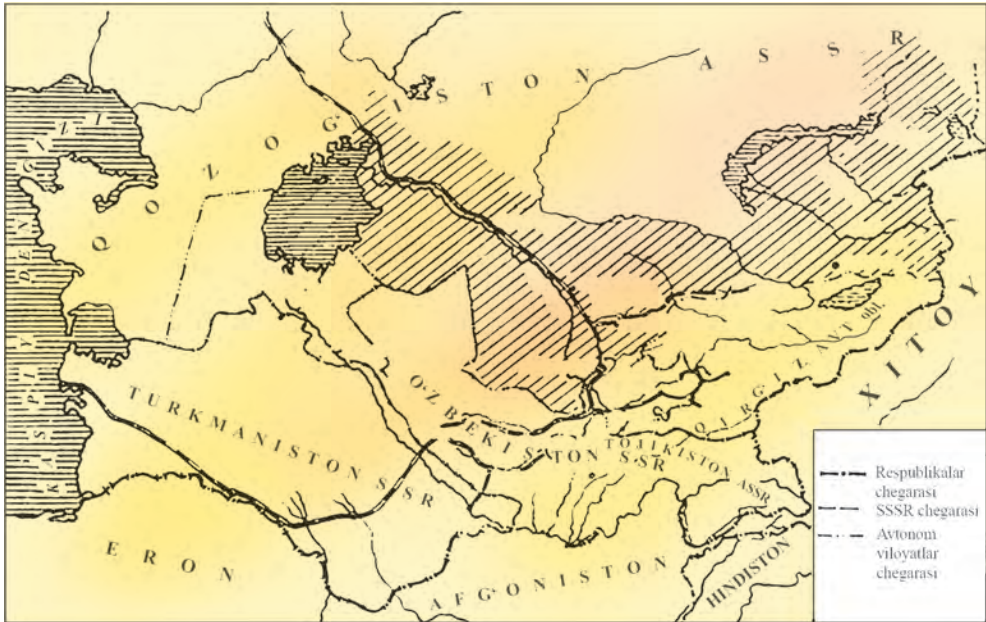 QOZOG‘ISTON ASSR
KASPIY DENGIZI
O‘ZBEKISTON SSR
TURKMANISTON SSR
TOJIKISTON ASSR
QIRG‘IZ AVT obl.
XITOY
ERON
AFG‘ONISTON
HINDISTON
Respublikalar
chegarasi
SSSR chegarasi
Avtonom
viloyatlar
chegarasi